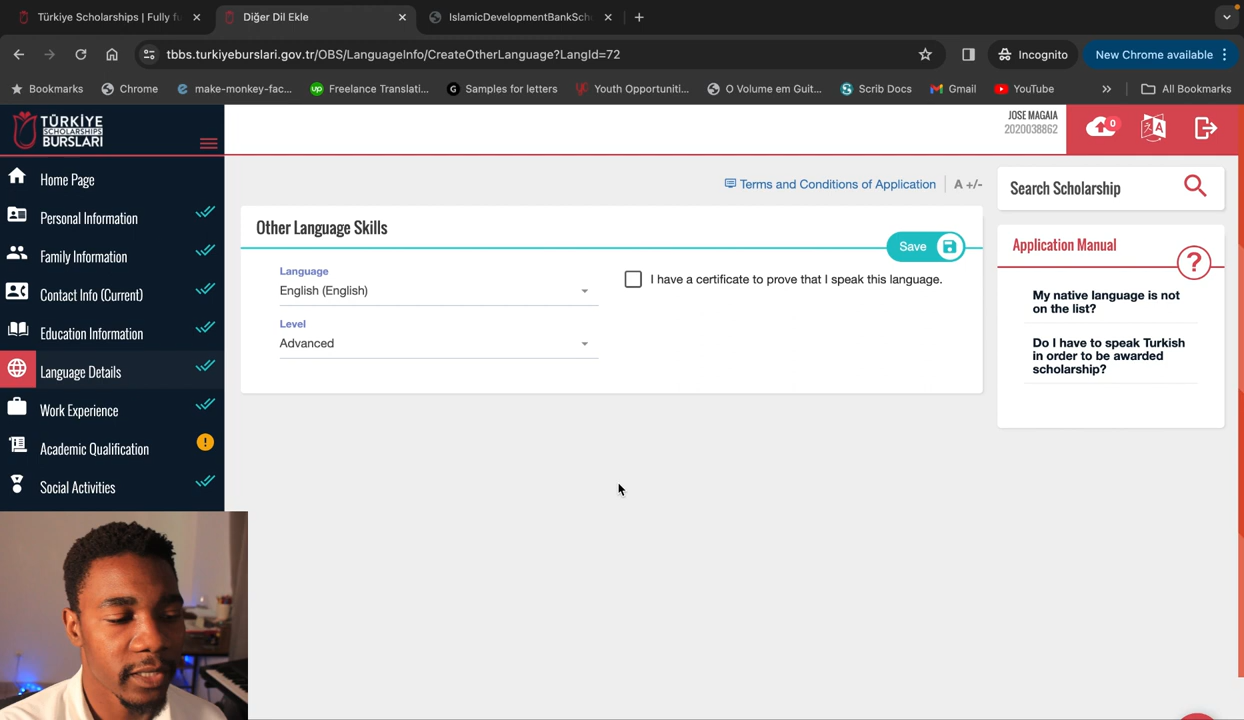 Türkiye Scholarships | Fully fu
Diğer Dil Ekle
IslamicDevelopmentBankSch
tbbs.turkiyeburslari.gov.tr/OBS/LanguageInfo/CreateOtherLanguage?LangId=72
Incognito
New Chrome available
Bookmarks
Chrome
make-monkey-fac...
Freelance Translati...
Samples for letters
Youth Opportuniti...
O Volume em Guit...
Scrib Docs
Gmail
YouTube
All Bookmarks
TÜRKİYE
SCHOLARSHIPS
BURSLARI
JOSE MAGAIA
2020038862
0
Home Page
Personal Information
Family Information
Contact Info (Current)
Education Information
Language Details
Work Experience
Academic Qualification
Social Activities
Terms and Conditions of Application
A +/-
Other Language Skills
Save
Language
English (English)
I have a certificate to prove that I speak this language.
Level
Advanced
Search Scholarship
Application Manual
?
My native language is not
on the list?
Do I have to speak Turkish
in order to be awarded
scholarship?